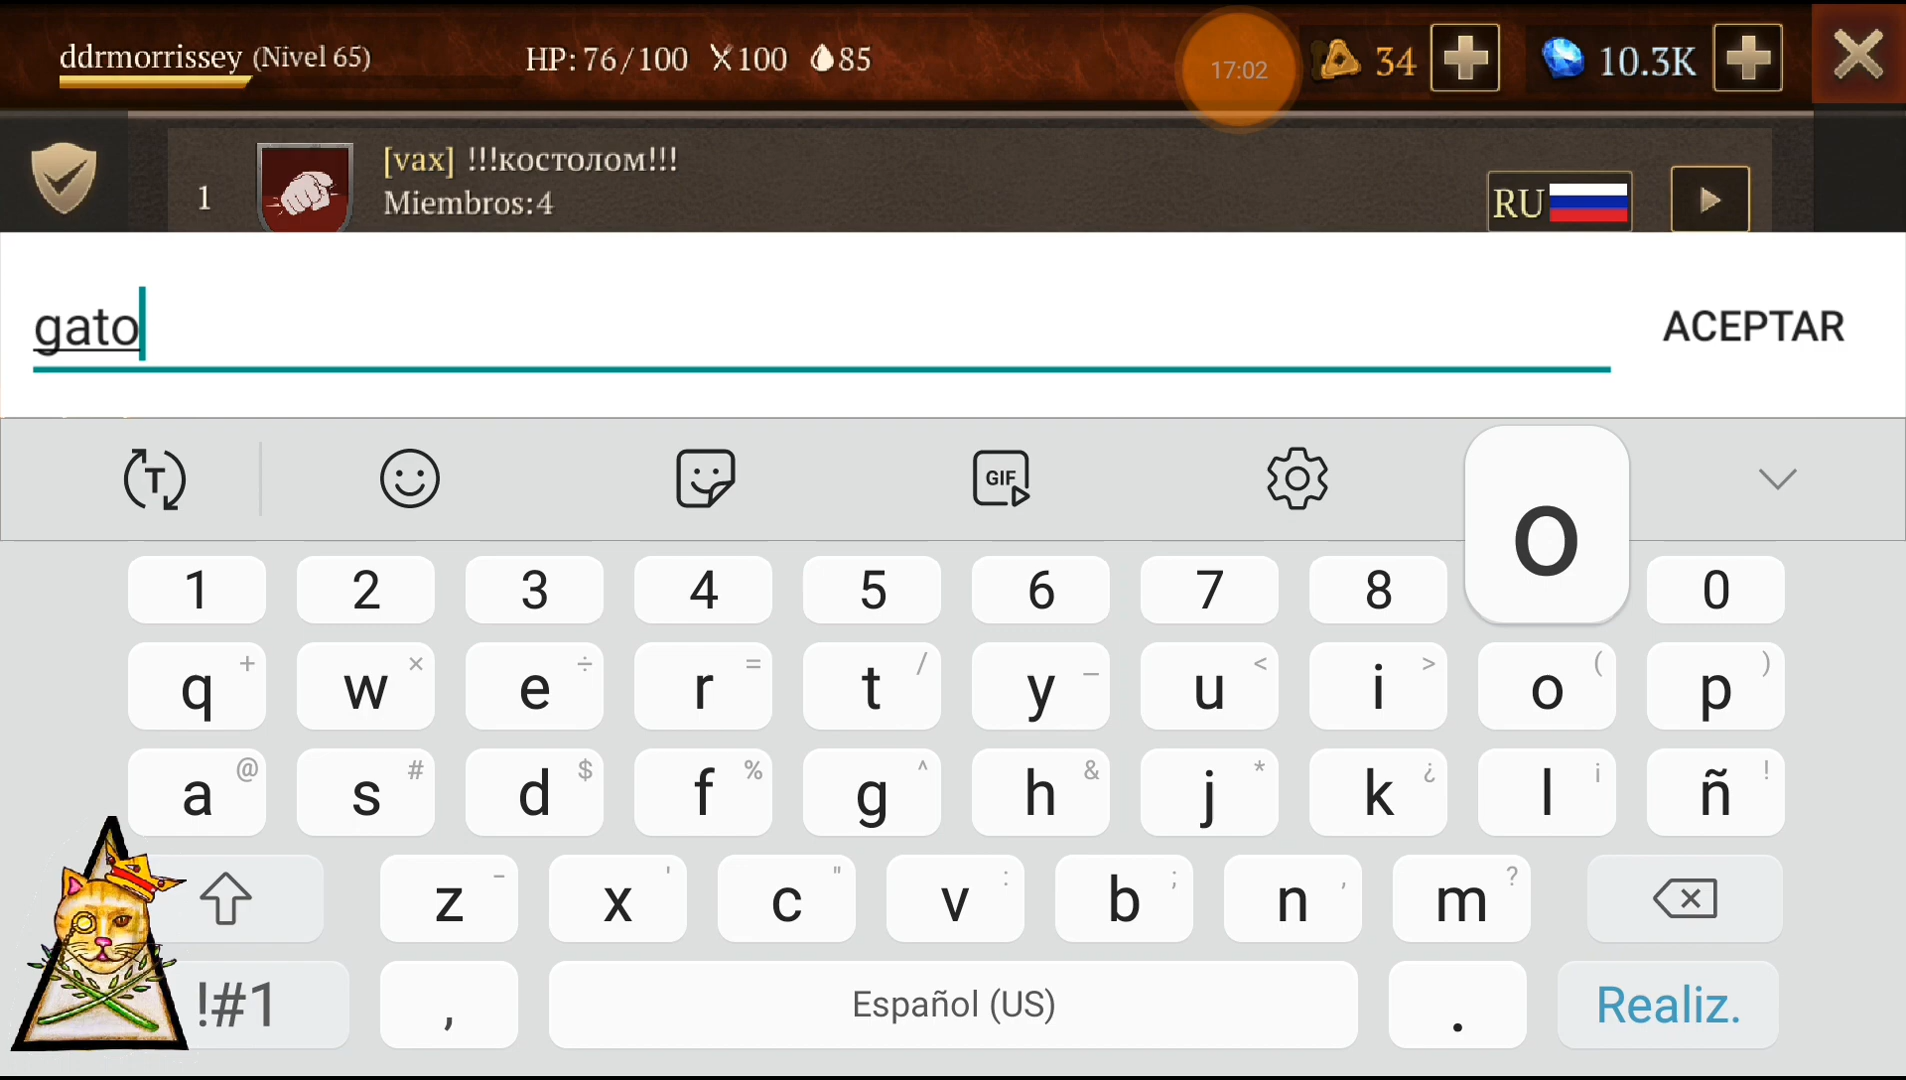 ddrmorrissey (Nivel 65) HP: 76/100 100 85 17:02 34 10.3K
1 [vax] !!!костолом!!! RU
Miembros:4
gato ACEPTAR
T GIF
1 2 3 4 5 6 7 8 o 0
q + w × e ÷ r = t / y _ u < i > o ( p )
a @ s # d $ f % g ^ h & j * k ¿ l ¡ ñ !
z - x ' c " v : b ; n , m ?
!#1 , Español (US) . Realiz.